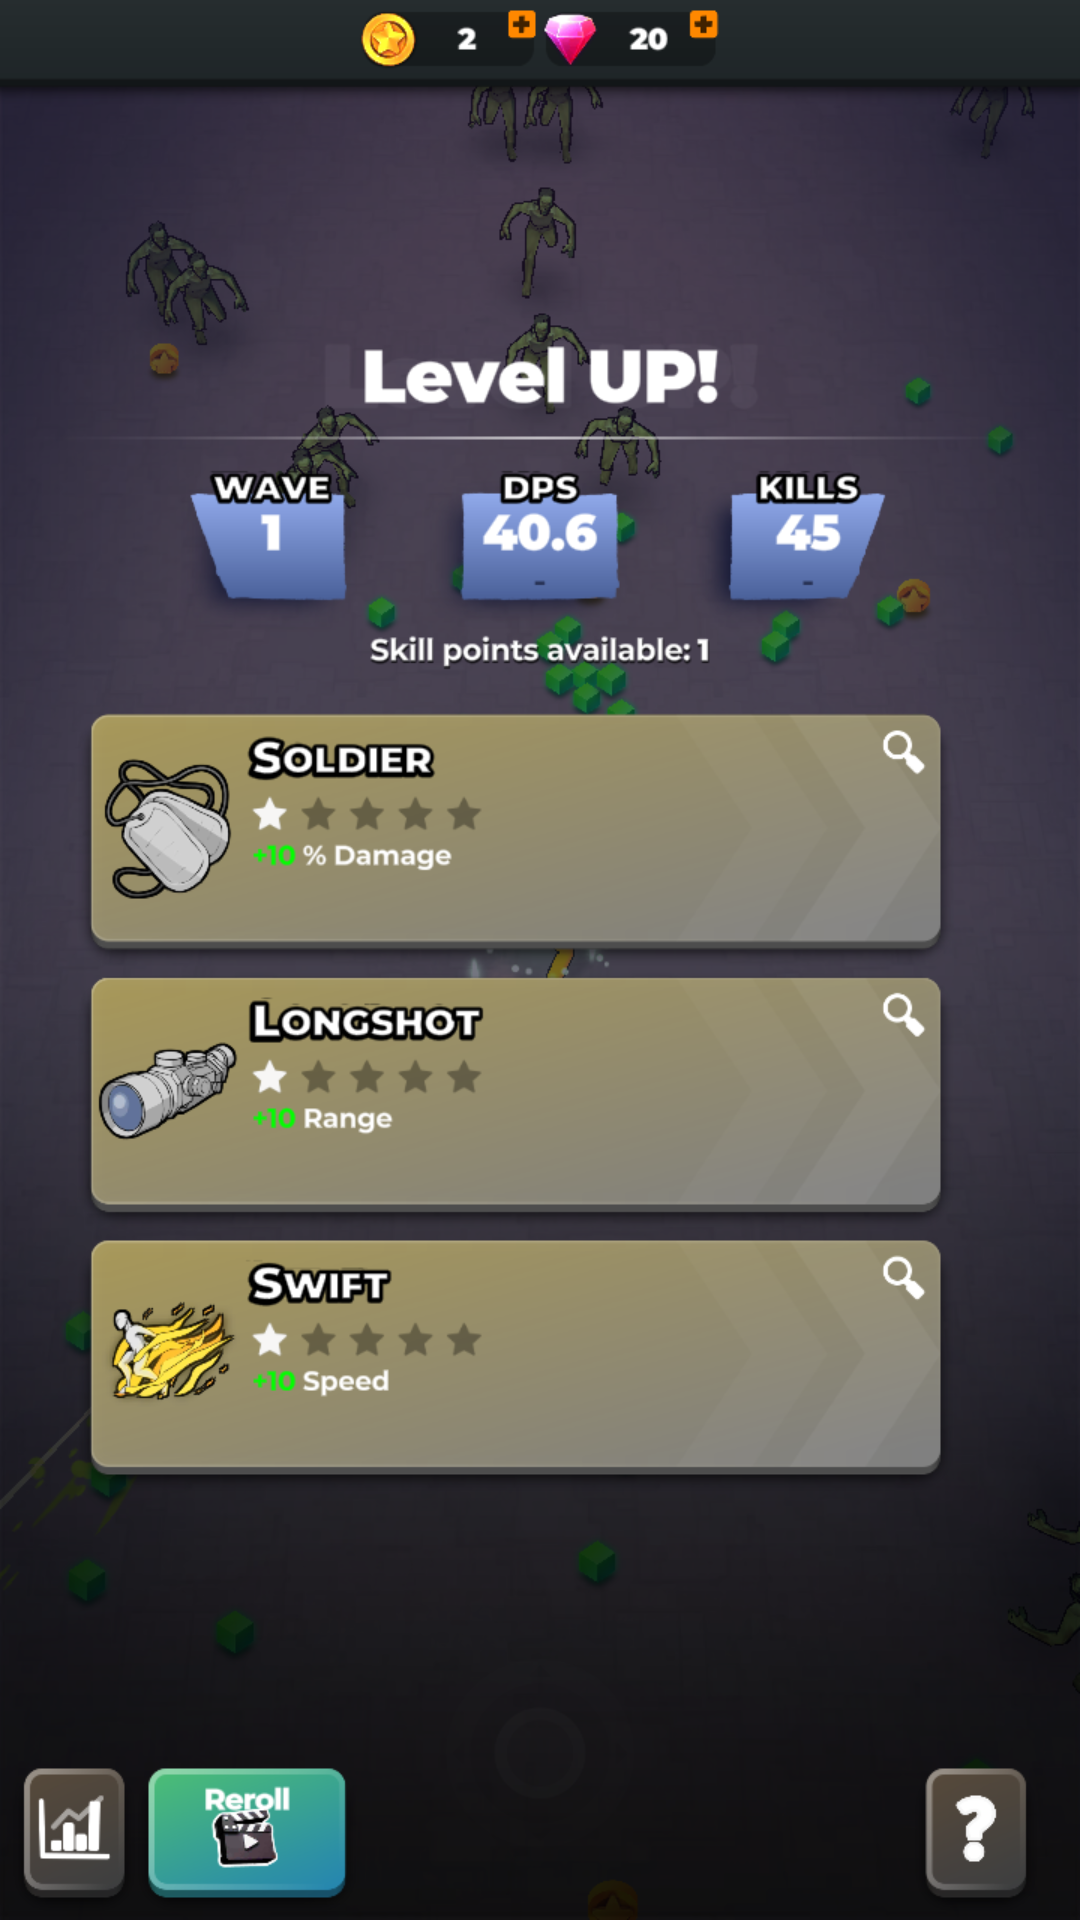 2
20
Level UP!
WAVE
1
DPS
40.6
-
KILLS
45
-
Skill points available: 1
SOLDIER
+10 % Damage
LONGSHOT
+10 Range
SWIFT
+10 Speed
Reroll
?